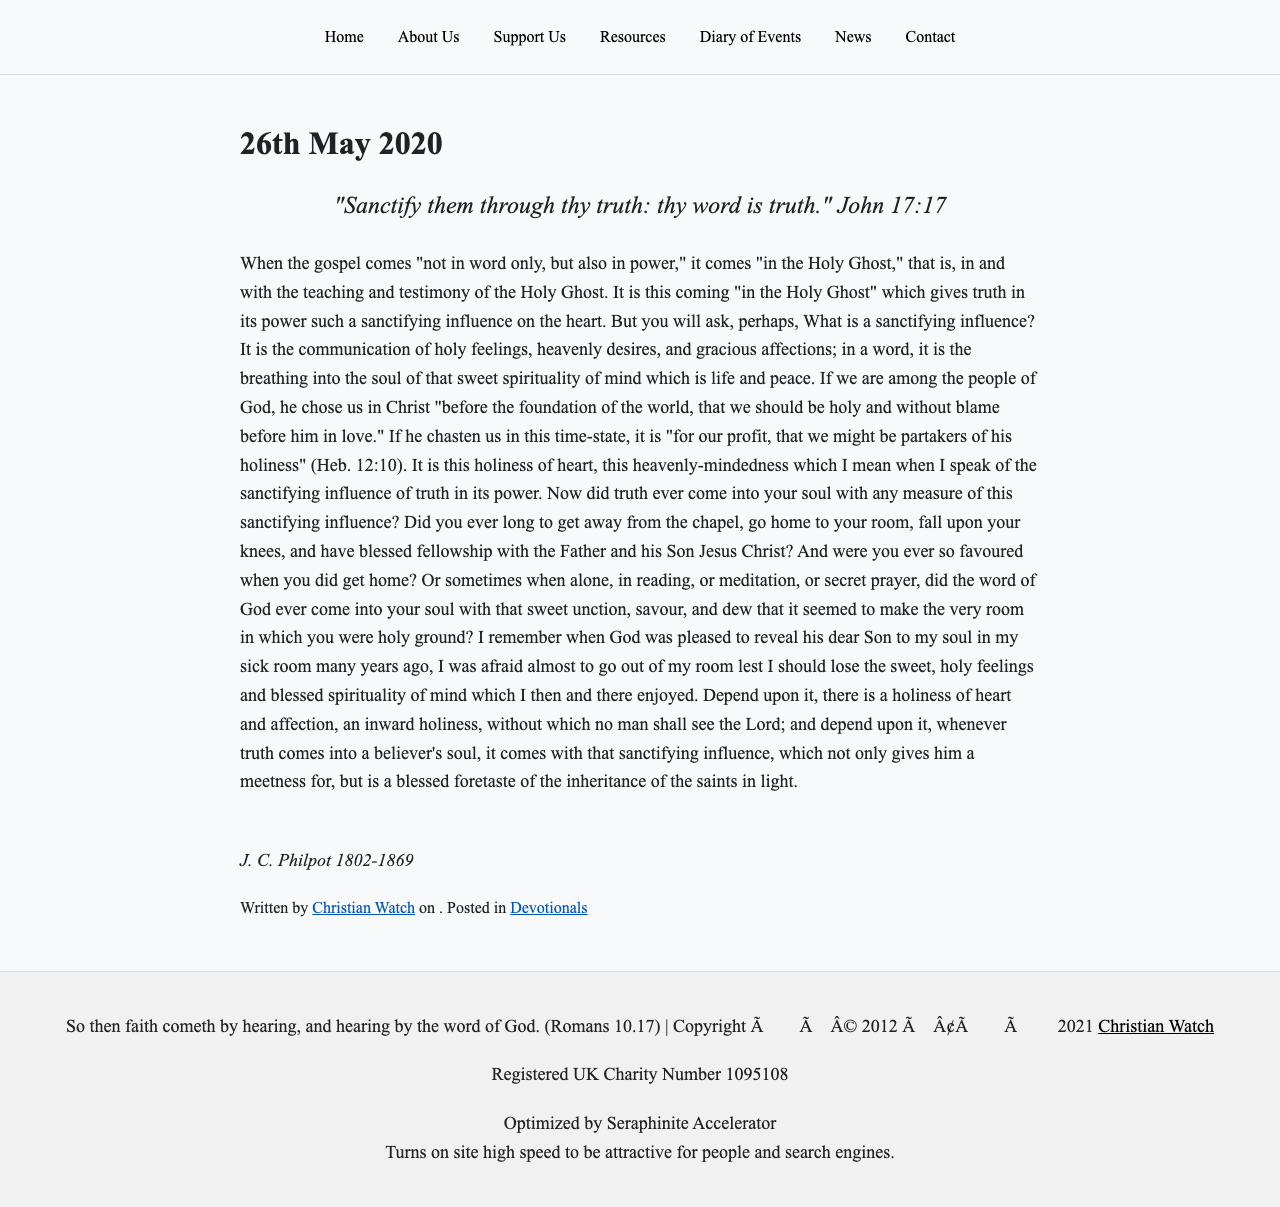 Home About Us Support Us Resources Diary of Events News Contact
26th May 2020
"Sanctify them through thy truth: thy word is truth." John 17:17
When the gospel comes "not in word only, but also in power," it comes "in the Holy Ghost," that is, in and
with the teaching and testimony of the Holy Ghost. It is this coming "in the Holy Ghost" which gives truth in
its power such a sanctifying influence on the heart. But you will ask, perhaps, What is a sanctifying influence?
It is the communication of holy feelings, heavenly desires, and gracious affections; in a word, it is the
breathing into the soul of that sweet spirituality of mind which is life and peace. If we are among the people of
God, he chose us in Christ "before the foundation of the world, that we should be holy and without blame
before him in love." If he chasten us in this time-state, it is "for our profit, that we might be partakers of his
holiness" (Heb. 12:10). It is this holiness of heart, this heavenly-mindedness which I mean when I speak of the
sanctifying influence of truth in its power. Now did truth ever come into your soul with any measure of this
sanctifying influence? Did you ever long to get away from the chapel, go home to your room, fall upon your
knees, and have blessed fellowship with the Father and his Son Jesus Christ? And were you ever so favoured
when you did get home? Or sometimes when alone, in reading, or meditation, or secret prayer, did the word of
God ever come into your soul with that sweet unction, savour, and dew that it seemed to make the very room
in which you were holy ground? I remember when God was pleased to reveal his dear Son to my soul in my
sick room many years ago, I was afraid almost to go out of my room lest I should lose the sweet, holy feelings
and blessed spirituality of mind which I then and there enjoyed. Depend upon it, there is a holiness of heart
and affection, an inward holiness, without which no man shall see the Lord; and depend upon it, whenever
truth comes into a believer's soul, it comes with that sanctifying influence, which not only gives him a
meetness for, but is a blessed foretaste of the inheritance of the saints in light.
J. C. Philpot 1802-1869
Written by Christian Watch on . Posted in Devotionals
So then faith cometh by hearing, and hearing by the word of God. (Romans 10.17) | Copyright Ã Ã Â© 2012 Ã Â¢Ã Ã 2021 Christian Watch
Registered UK Charity Number 1095108
Optimized by Seraphinite Accelerator
Turns on site high speed to be attractive for people and search engines.